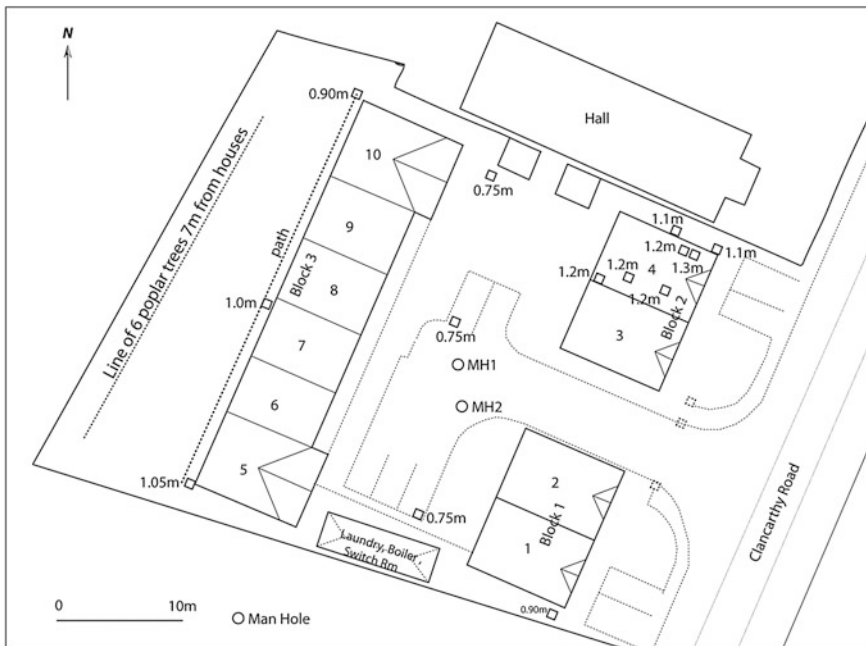 N
Hall
0.90m
10
0.75m
Line of 6 poplar trees 7m from houses
path
9
1.1m
1.2m
1.1m
1.3m
4
1.2m
1.2m
1.2m
Block 3
8
1.0m
0.75m
3
Block 2
7
MH1
6
MH2
5
1.05m
2
Block 1
1
0.75m
Clancarthy Road
Laundry, Boiler,
Switch Rm
0.90m
0
10m
Man Hole